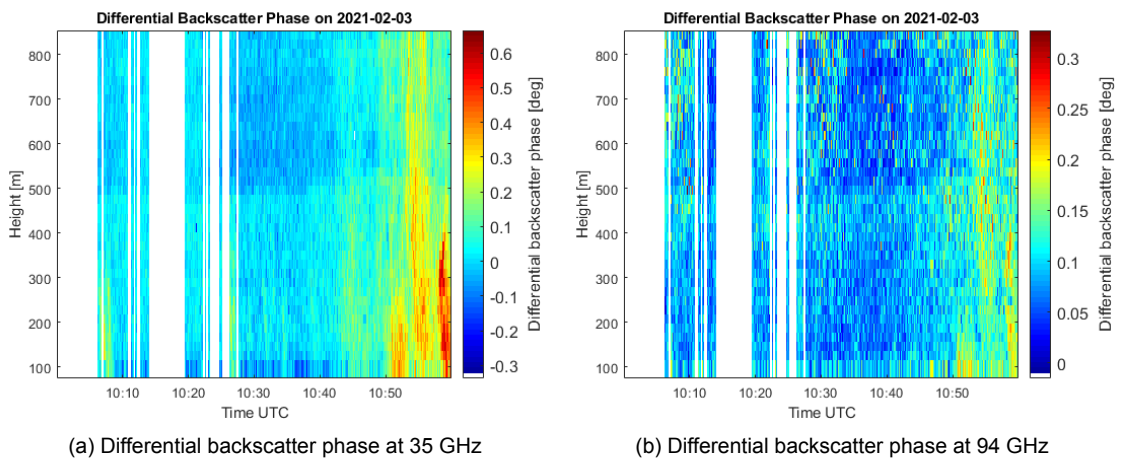 Differential Backscatter Phase on 2021-02-03
800
700
600
500
400
300
200
100
Height [m]
10:10 10:20 10:30 10:40 10:50
Time UTC
0.6
0.5
0.4
0.3
0.2
0.1
0
-0.1
-0.2
-0.3
Differential backscatter phase [deg]
(a) Differential backscatter phase at 35 GHz
Differential Backscatter Phase on 2021-02-03
800
700
600
500
400
300
200
100
Height [m]
10:10 10:20 10:30 10:40 10:50
Time UTC
0.3
0.25
0.2
0.15
0.1
0.05
0
Differential backscatter phase [deg]
(b) Differential backscatter phase at 94 GHz